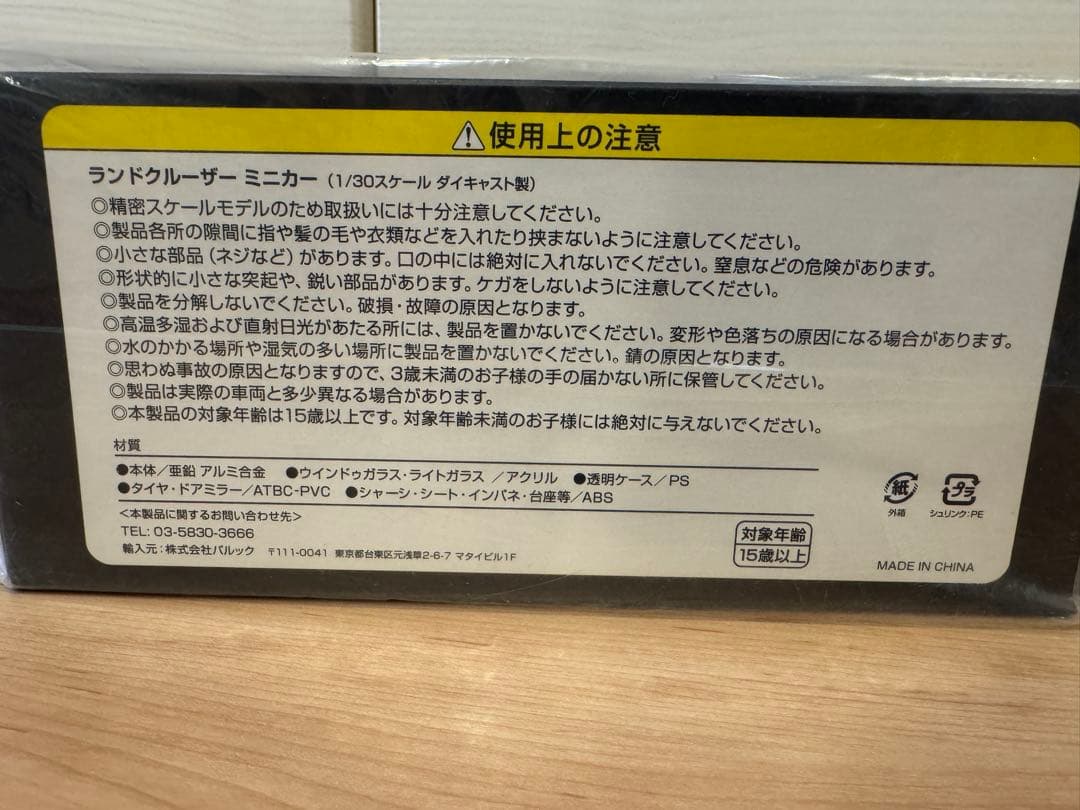 ⚠使用上の注意
ランドクルーザー ミニカー（1/30スケール ダイキャスト製）
◎精密スケールモデルのため取扱いには十分注意してください。
◎製品各所の隙間に指や髪の毛や衣類などを入れたり挟まないように注意してください。
◎小さな部品（ネジなど）があります。口の中には絶対に入れないでください。窒息などの危険があります。
◎形状的に小さな突起や、鋭い部品があります。ケガをしないように注意してください。
◎製品を分解しないでください。破損・故障の原因となります。
◎高温多湿および直射日光があたる所には、製品を置かないでください。変形や色落ちの原因になる場合があります。
◎水のかかる場所や湿気の多い場所に製品を置かないでください。錆の原因となります。
◎思わぬ事故の原因となりますので、3歳未満のお子様の手の届かない所に保管してください。
◎製品は実際の車両と多少異なる場合があります。
◎本製品の対象年齢は15歳以上です。対象年齢未満のお子様には絶対に与えないでください。
材質
●本体／亜鉛 アルミ合金 ●ウインドゥガラス・ライトガラス ／アクリル ●透明ケース／PS
●タイヤ・ドアミラー／ATBC-PVC ●シャーシ・シート・インパネ・台座等／ABS
＜本製品に関するお問い合わせ先＞
TEL: 03-5830-3666
輸入元：株式会社バルック 〒111-0041 東京都台東区元浅草2-6-7 マタイビル1F
対象年齢
15歳以上
紙
外箱
プラ
シュリンク：PE
MADE IN CHINA